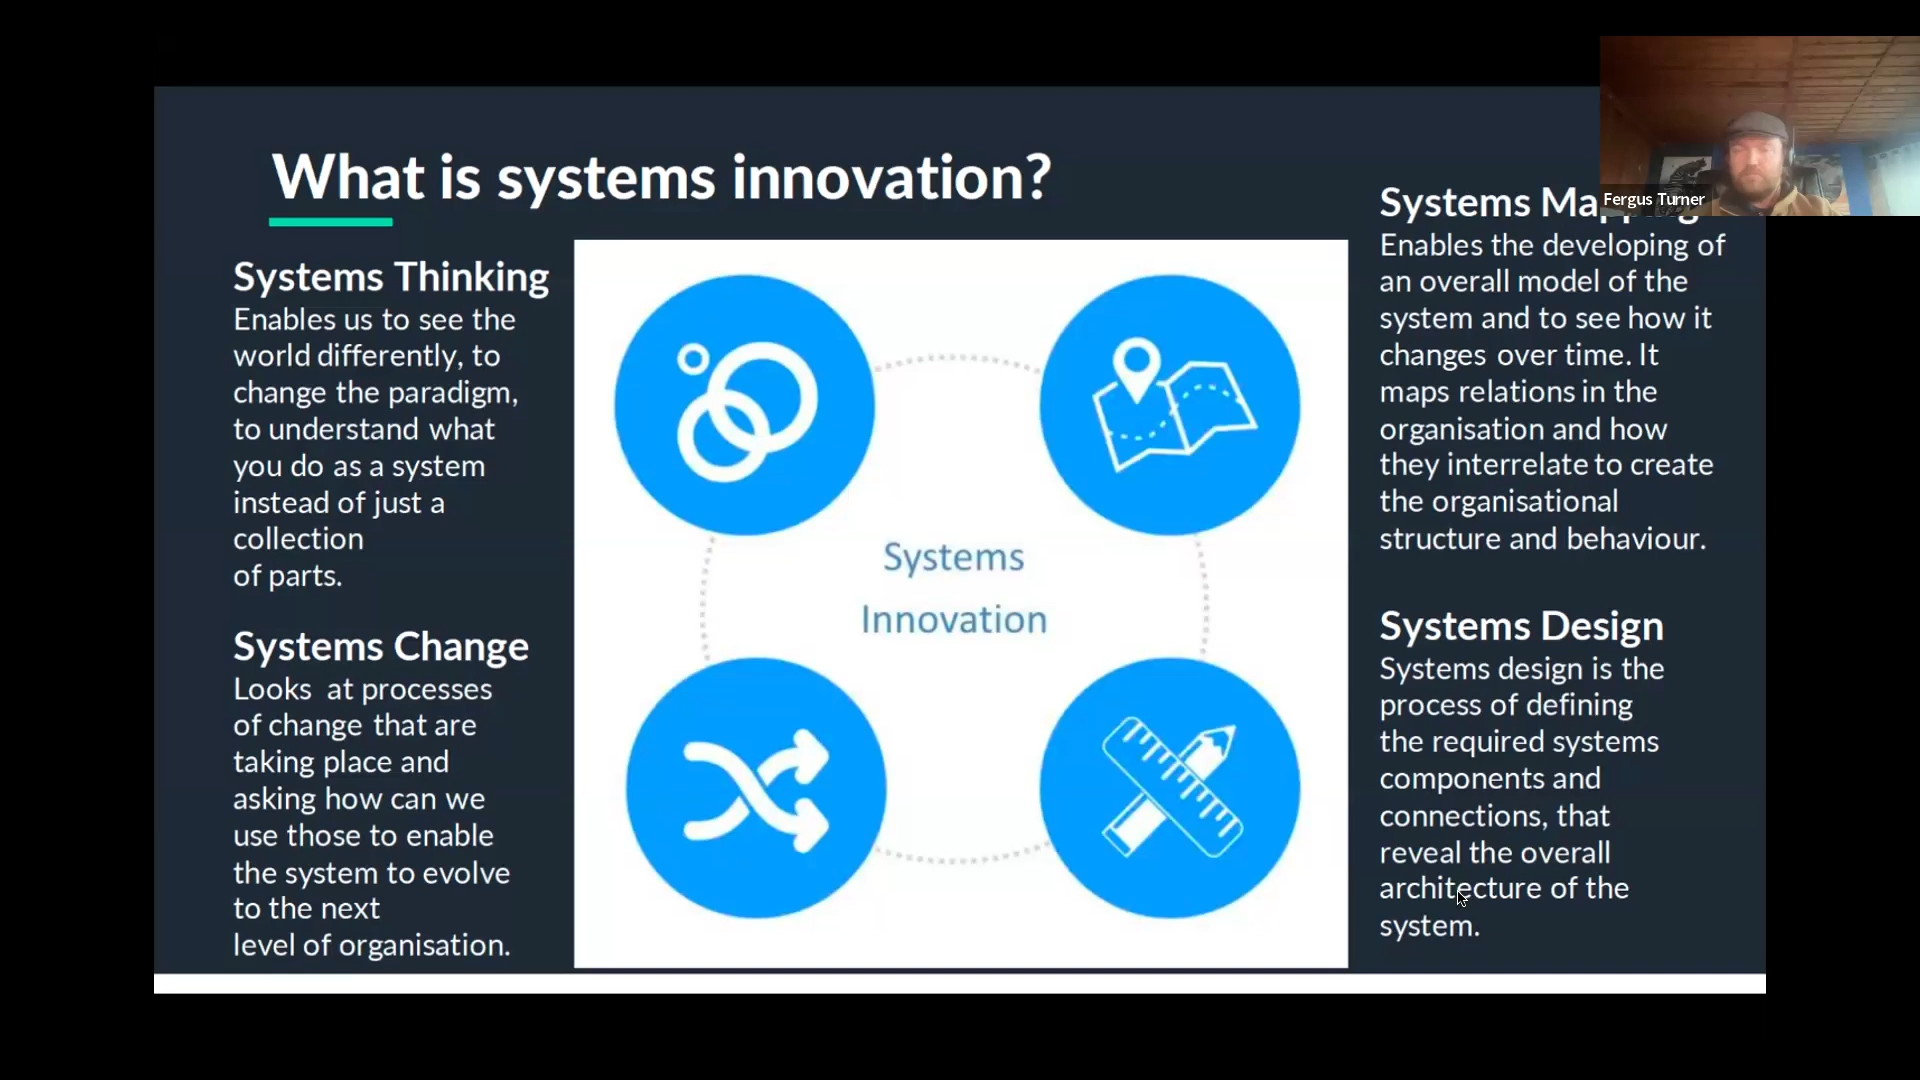 What is systems innovation?
Systems Thinking
Enables us to see the
world differently, to
change the paradigm,
to understand what
you do as a system
instead of just a
collection
of parts.
Systems Change
Looks at processes
of change that are
taking place and
asking how can we
use those to enable
the system to evolve
to the next
level of organisation.
Systems
Innovation
Fergus Turner
Systems Mapping
Enables the developing of
an overall model of the
system and to see how it
changes over time. It
maps relations in the
organisation and how
they interrelate to create
the organisational
structure and behaviour.
Systems Design
Systems design is the
process of defining
the required systems
components and
connections, that
reveal the overall
architecture of the
system.